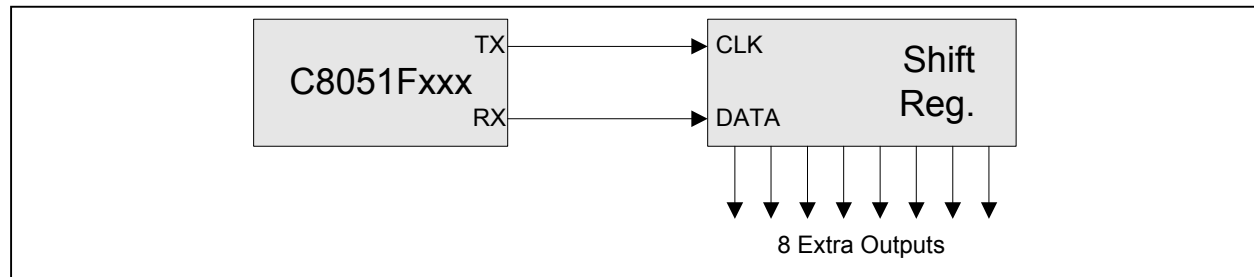 C8051Fxxx
TX
RX
CLK
DATA
Shift
Reg.
8 Extra Outputs